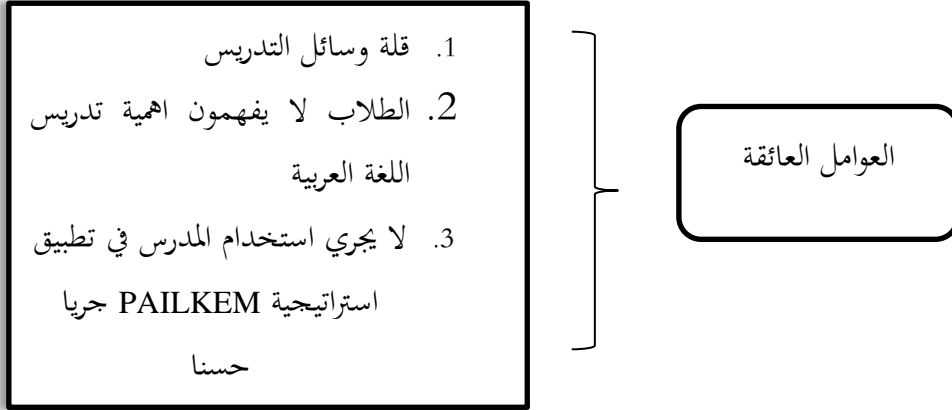 1. قلة وسائل التدريس
2. الطلاب لا يفهمون اهمية تدريس
اللغة العربية
3. لا يجري استخدام المدرس في تطبيق
استراتيجية PAILKEM جريا
حسنا
العوامل العائقة